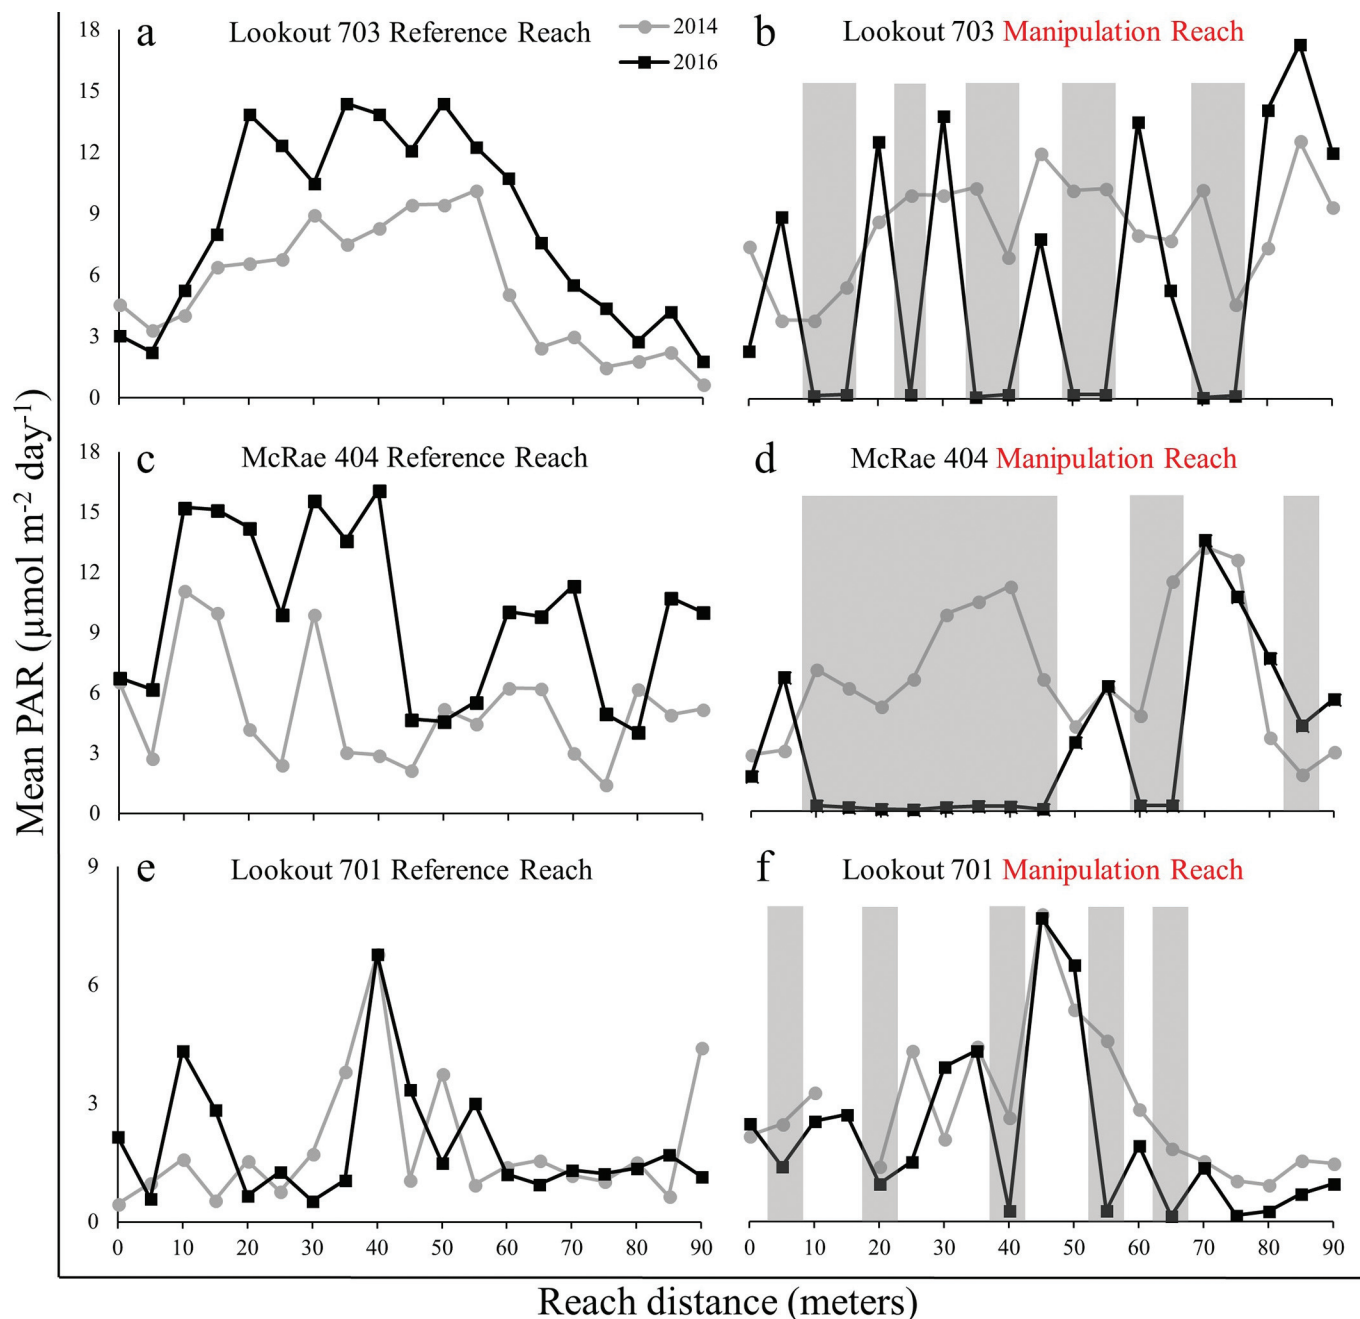 a Lookout 703 Reference Reach
2014
2016
b Lookout 703 Manipulation Reach
18
15
12
9
6
3
0
c McRae 404 Reference Reach
d McRae 404 Manipulation Reach
18
15
12
9
6
3
0
Mean PAR (µmol m-2 day-1)
e Lookout 701 Reference Reach
f Lookout 701 Manipulation Reach
9
6
3
0
0 10 20 30 40 50 60 70 80 90
0 10 20 30 40 50 60 70 80 90
Reach distance (meters)